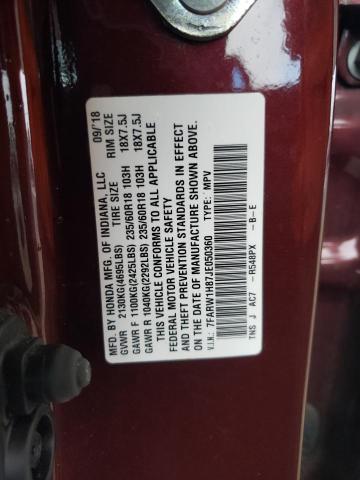 MFD. BY HONDA MFG. OF INDIANA, LLC 09/18
GVWR 2130KG(4695LBS) TIRE SIZE RIM SIZE
GAWR F 1100KG(2425LBS) 235/60R18 103H 18X7.5J
GAWR R 1040KG(2292LBS) 235/60R18 103H 18X7.5J
THIS VEHICLE CONFORMS TO ALL APPLICABLE
FEDERAL MOTOR VEHICLE SAFETY
AND THEFT PREVENTION STANDARDS IN EFFECT
ON THE DATE OF MANUFACTURE SHOWN ABOVE.
V.I.N.: 7FARW1H87JE050360 TYPE: MPV
TNS J AC7 -R548PX -B-E